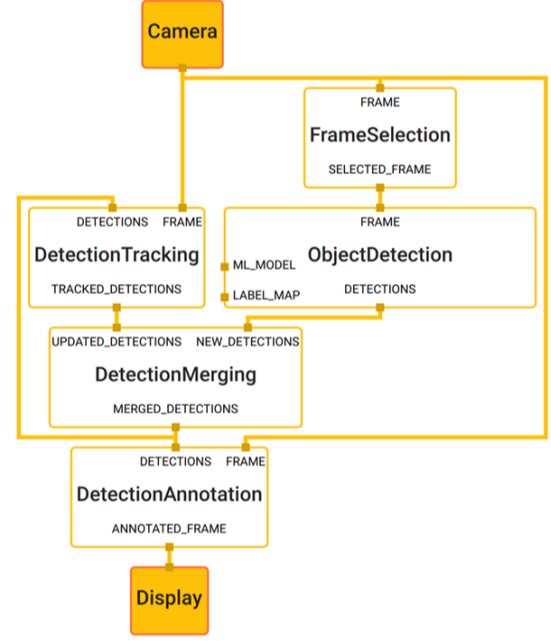 Camera
FRAME
FrameSelection
SELECTED_FRAME
DETECTIONS FRAME
DetectionTracking
TRACKED_DETECTIONS
FRAME
ML_MODEL
ObjectDetection
LABEL_MAP
DETECTIONS
UPDATED_DETECTIONS NEW_DETECTIONS
DetectionMerging
MERGED_DETECTIONS
DETECTIONS FRAME
DetectionAnnotation
ANNOTATED_FRAME
Display